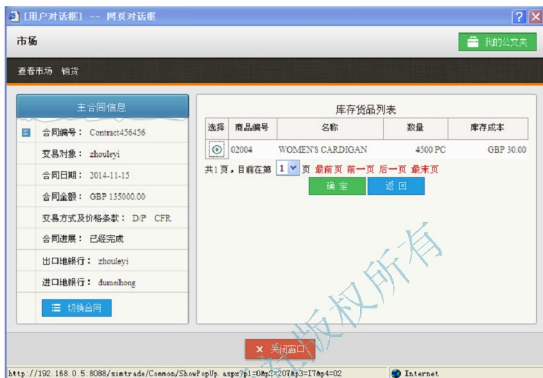 [用户对话框] -- 网页对话框
市场
我的公文夹
查看市场 销货
主合同信息
合同编号： Contract456456
交易对象： zhouleyi
合同日期： 2014-11-15
合同金额： GBP 135000.00
交易方式及价格条款： D/P CFR
合同进展： 已经完成
出口地银行： zhouleyi
进口地银行： dumeihong
切换合同
库存货品列表
选择 商品编号 名称 数量 库存成本
02004 WOMEN'S CARDIGAN 4500 PC GBP 30.00
共1页，目前在第 1 页 最前页 前一页 后一页 最末页
确定 返回
版权所有
关闭窗口
http://192.168.0.5:8088/simtrade/Common/ShowPopUp.aspx?p1=0&p2=207&p3=I7&p4=02 Internet